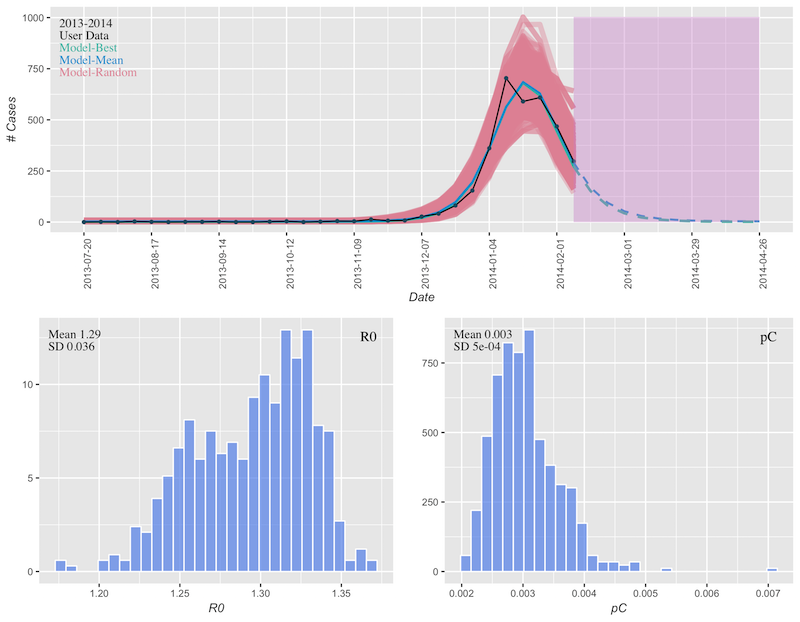 1000
750
500
250
0
# Cases
2013-2014
User Data
Model-Best
Model-Mean
Model-Random
2013-07-20
2013-08-17
2013-09-14
2013-10-12
2013-11-09
2013-12-07
2014-01-04
2014-02-01
2014-03-01
2014-03-29
2014-04-26
Date
Mean 1.29
SD 0.036
R0
10
5
0
1.20
1.25
1.30
1.35
R0
Mean 0.003
SD 5e-04
pC
750
500
250
0
0.002
0.003
0.004
0.005
0.006
0.007
pC